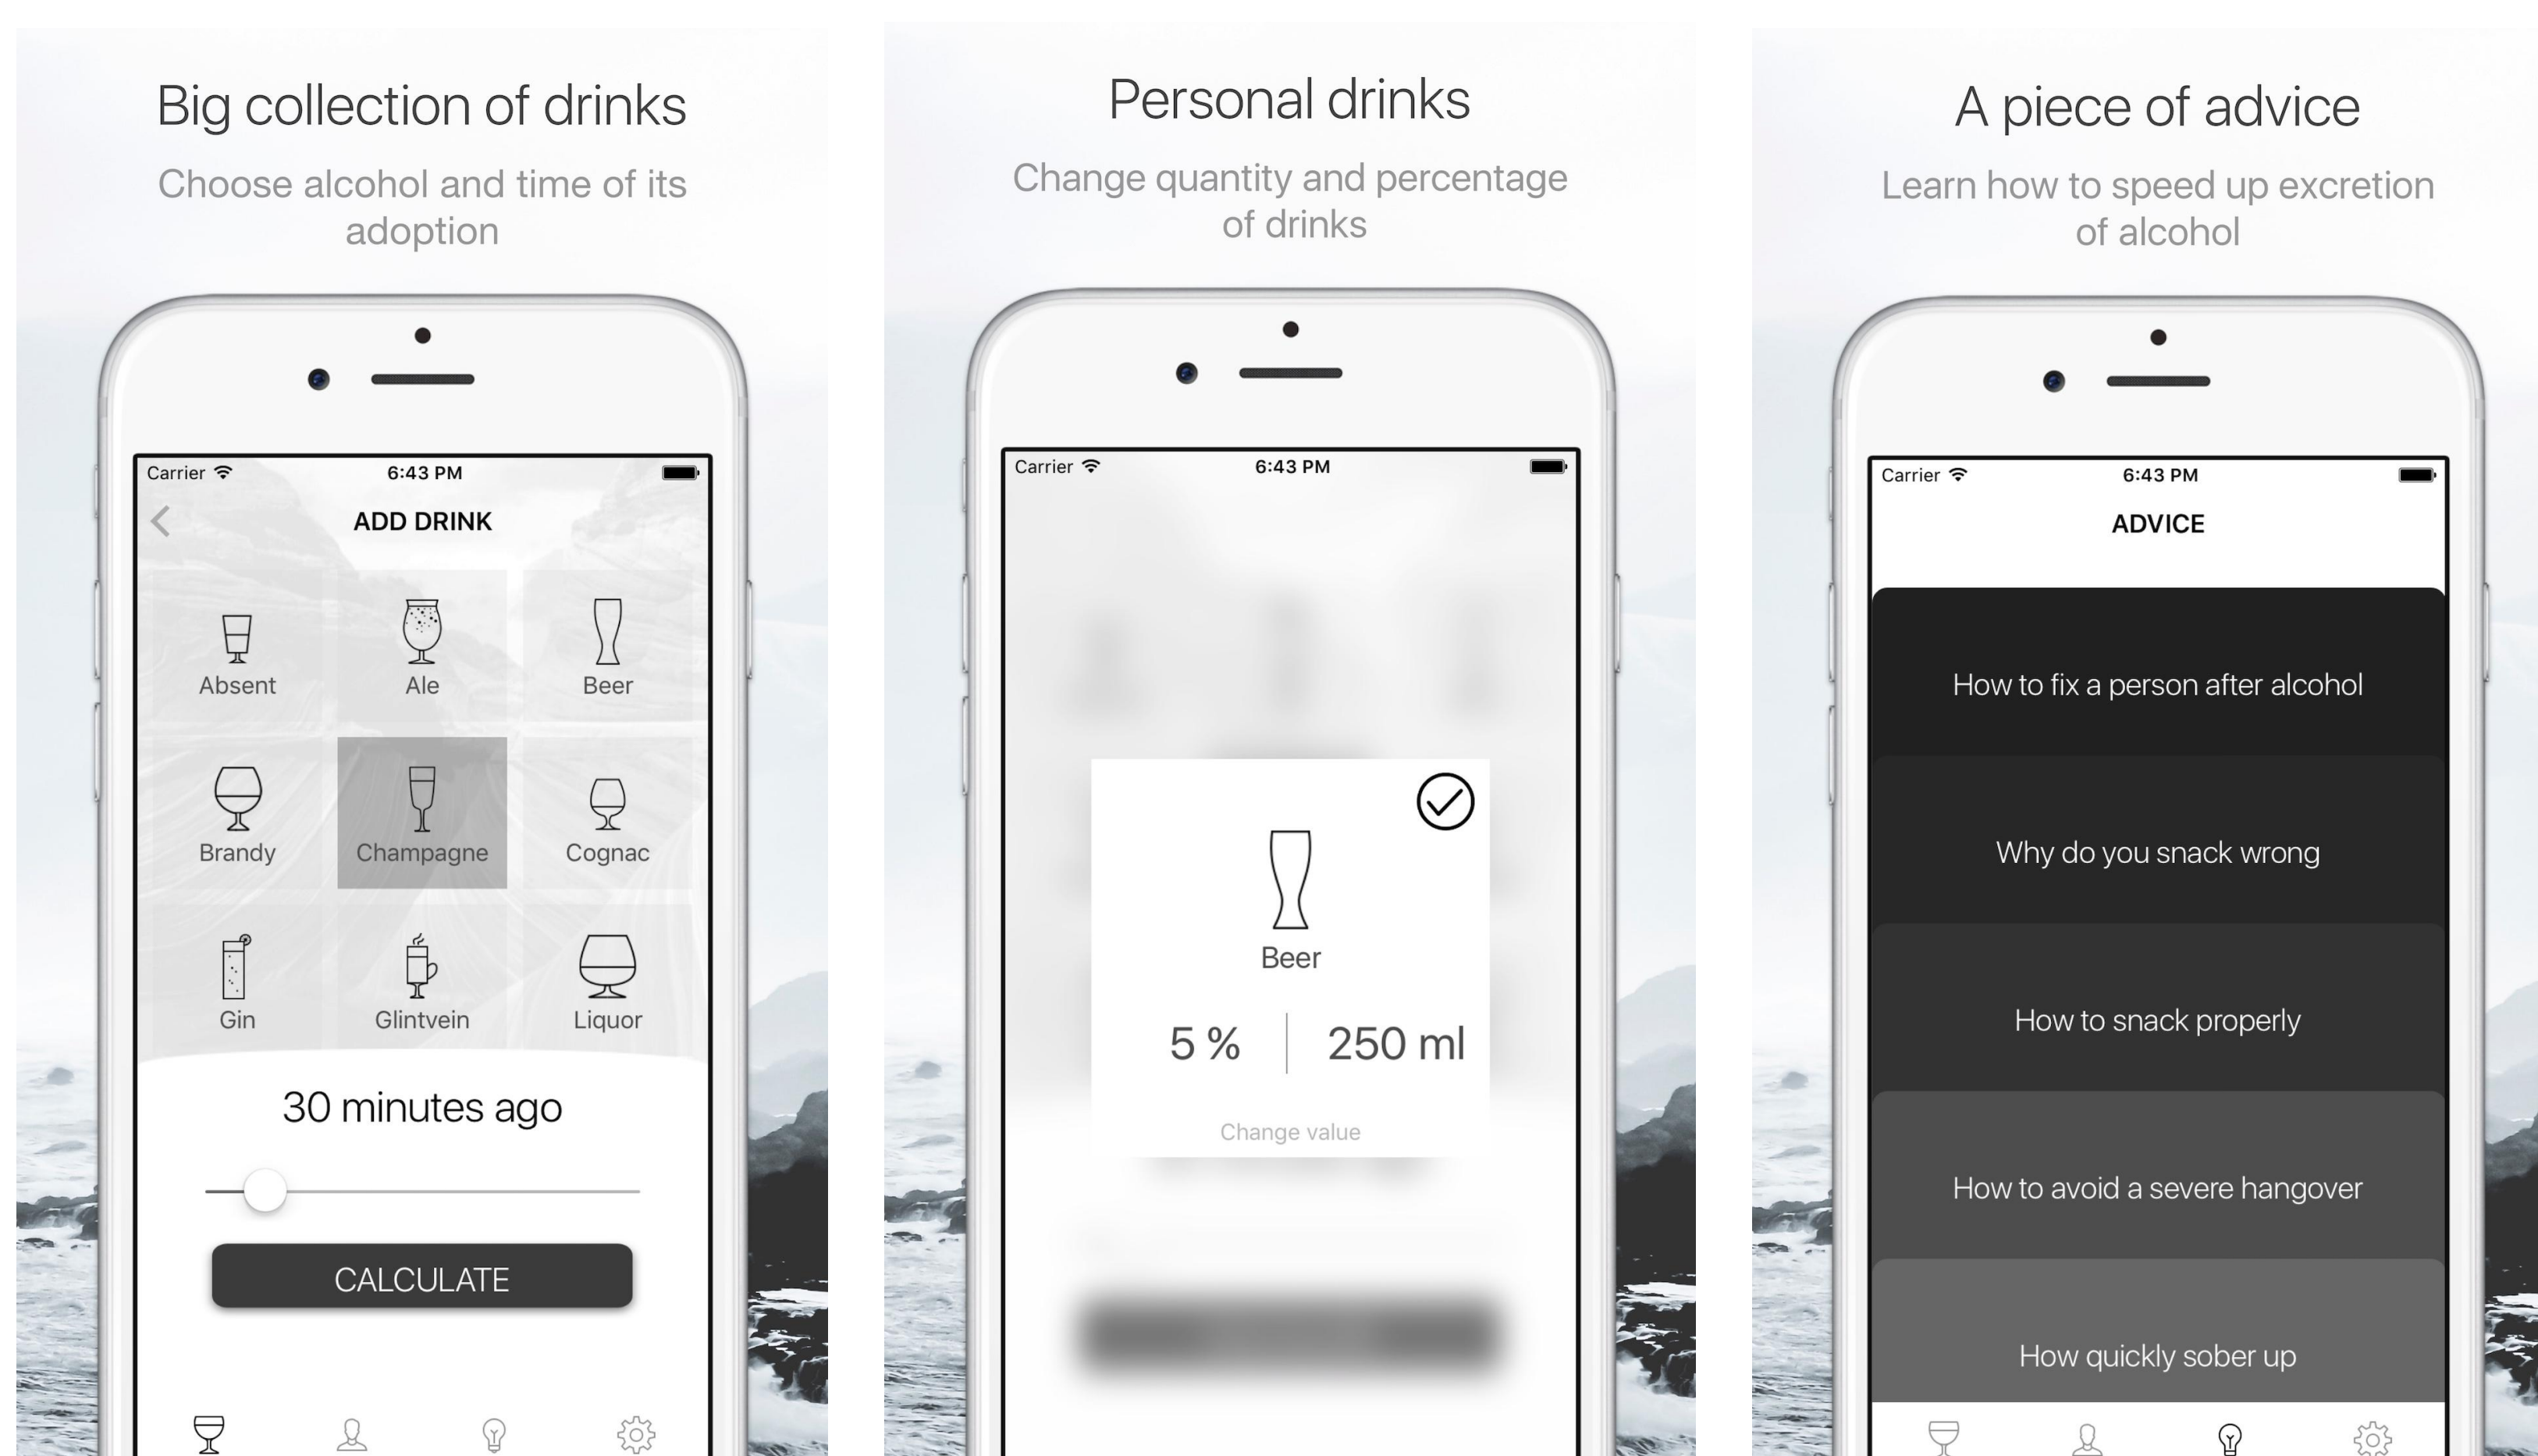 Big collection of drinks
Choose alcohol and time of its
adoption
Carrier
6:43 PM
ADD DRINK
Absent
Ale
Beer
Brandy
Champagne
Cognac
Gin
Glintvein
Liquor
30 minutes ago
CALCULATE
Personal drinks
Change quantity and percentage
of drinks
Carrier
6:43 PM
Beer
5 %
250 ml
Change value
A piece of advice
Learn how to speed up excretion
of alcohol
Carrier
6:43 PM
ADVICE
How to fix a person after alcohol
Why do you snack wrong
How to snack properly
How to avoid a severe hangover
How quickly sober up